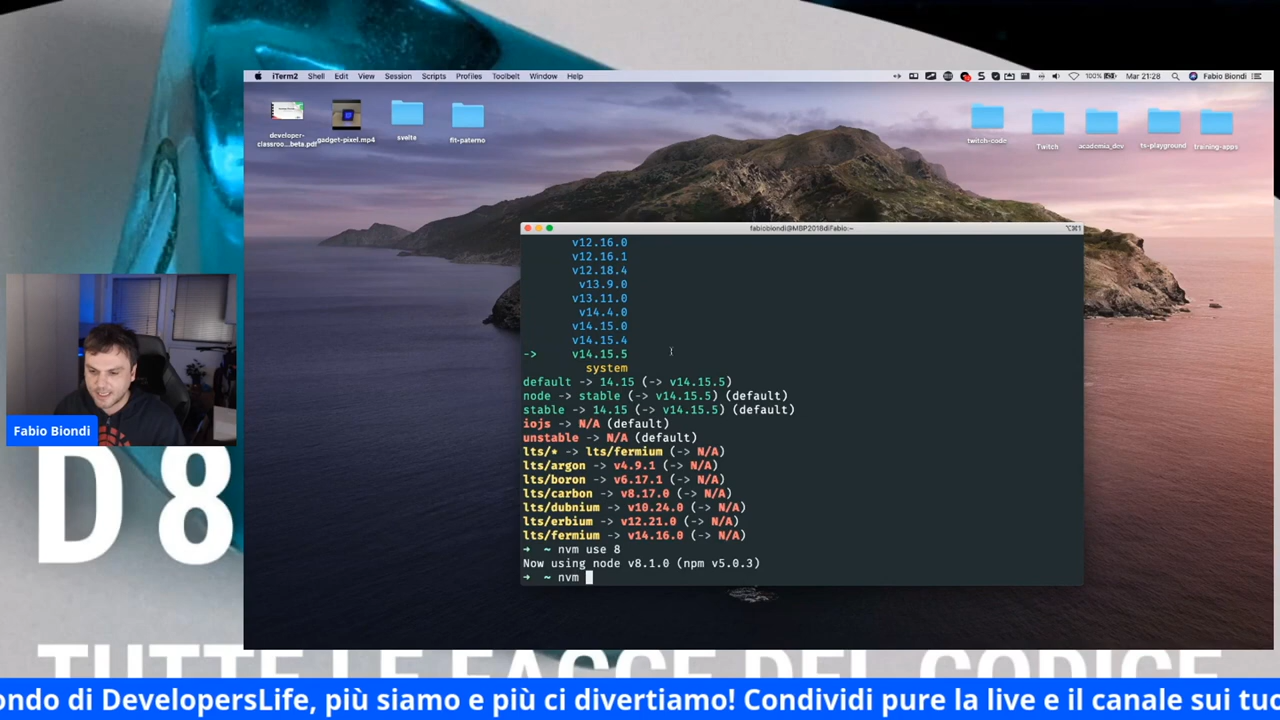 iTerm2 Shell Edit View Session Scripts Profiles Toolbelt Window Help
100% Mar 21:28 Fabio Biondi
developer-classroo...beta.pdf
gadget-pixel.mp4
svelte
fit-paterno
twitch-code
Twitch
academia_dev
ts-playground
training-apps
fabiobiondi@MBP2018diFabio:~
⌥⌘1
v12.16.0
v12.16.1
v12.18.4
v13.9.0
v13.11.0
v14.4.0
v14.15.0
v14.15.4
-> v14.15.5
system
default -> 14.15 (-> v14.15.5)
node -> stable (-> v14.15.5) (default)
stable -> 14.15 (-> v14.15.5) (default)
iojs -> N/A (default)
unstable -> N/A (default)
lts/* -> lts/fermium (-> N/A)
lts/argon -> v4.9.1 (-> N/A)
lts/boron -> v6.17.1 (-> N/A)
lts/carbon -> v8.17.0 (-> N/A)
lts/dubnium -> v10.24.0 (-> N/A)
lts/erbium -> v12.21.0 (-> N/A)
lts/fermium -> v14.16.0 (-> N/A)
➜ ~ nvm use 8
Now using node v8.1.0 (npm v5.0.3)
➜ ~ nvm
Fabio Biondi
D8
TUTTE LE FACCE DEL CODICE
ondo di DevelopersLife, più siamo e più ci divertiamo! Condividi pure la live e il canale sui tuo